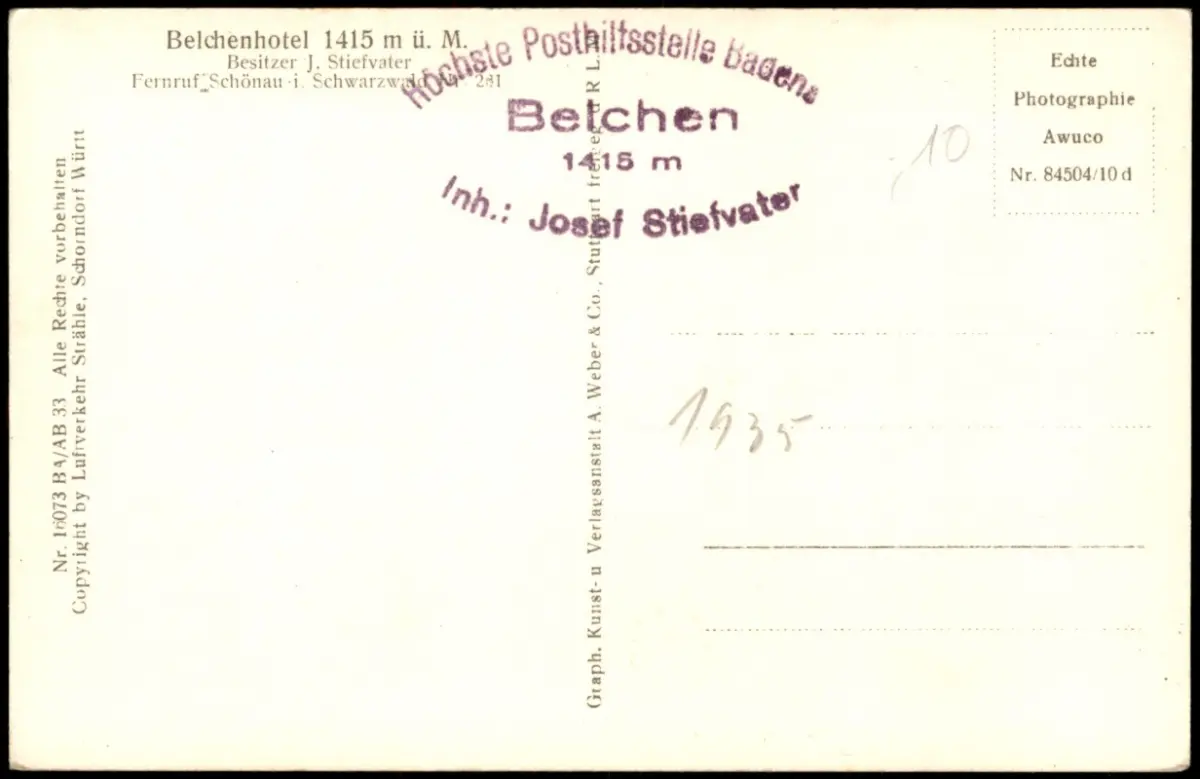 Belchenhotel 1415 m ü. M.
Besitzer J. Stiefvater
Fernruf Schönau i. Schwarzwald
Höchste Posthilfsstelle Badens
Belchen
1415 m
Inh.: Josef Stiefvater
10
Echte
Photographie
Awuco
Nr. 84504/10 d
Nr. 16073 BA/AB 33 Alle Rechte vorbehalten
Copyright by Luftverkehr Strähle, Schorndorf Württ
Graph. Kunst- u Verlagsanstalt A. Weber & Co., Stuttgart freigeg d R L
1935